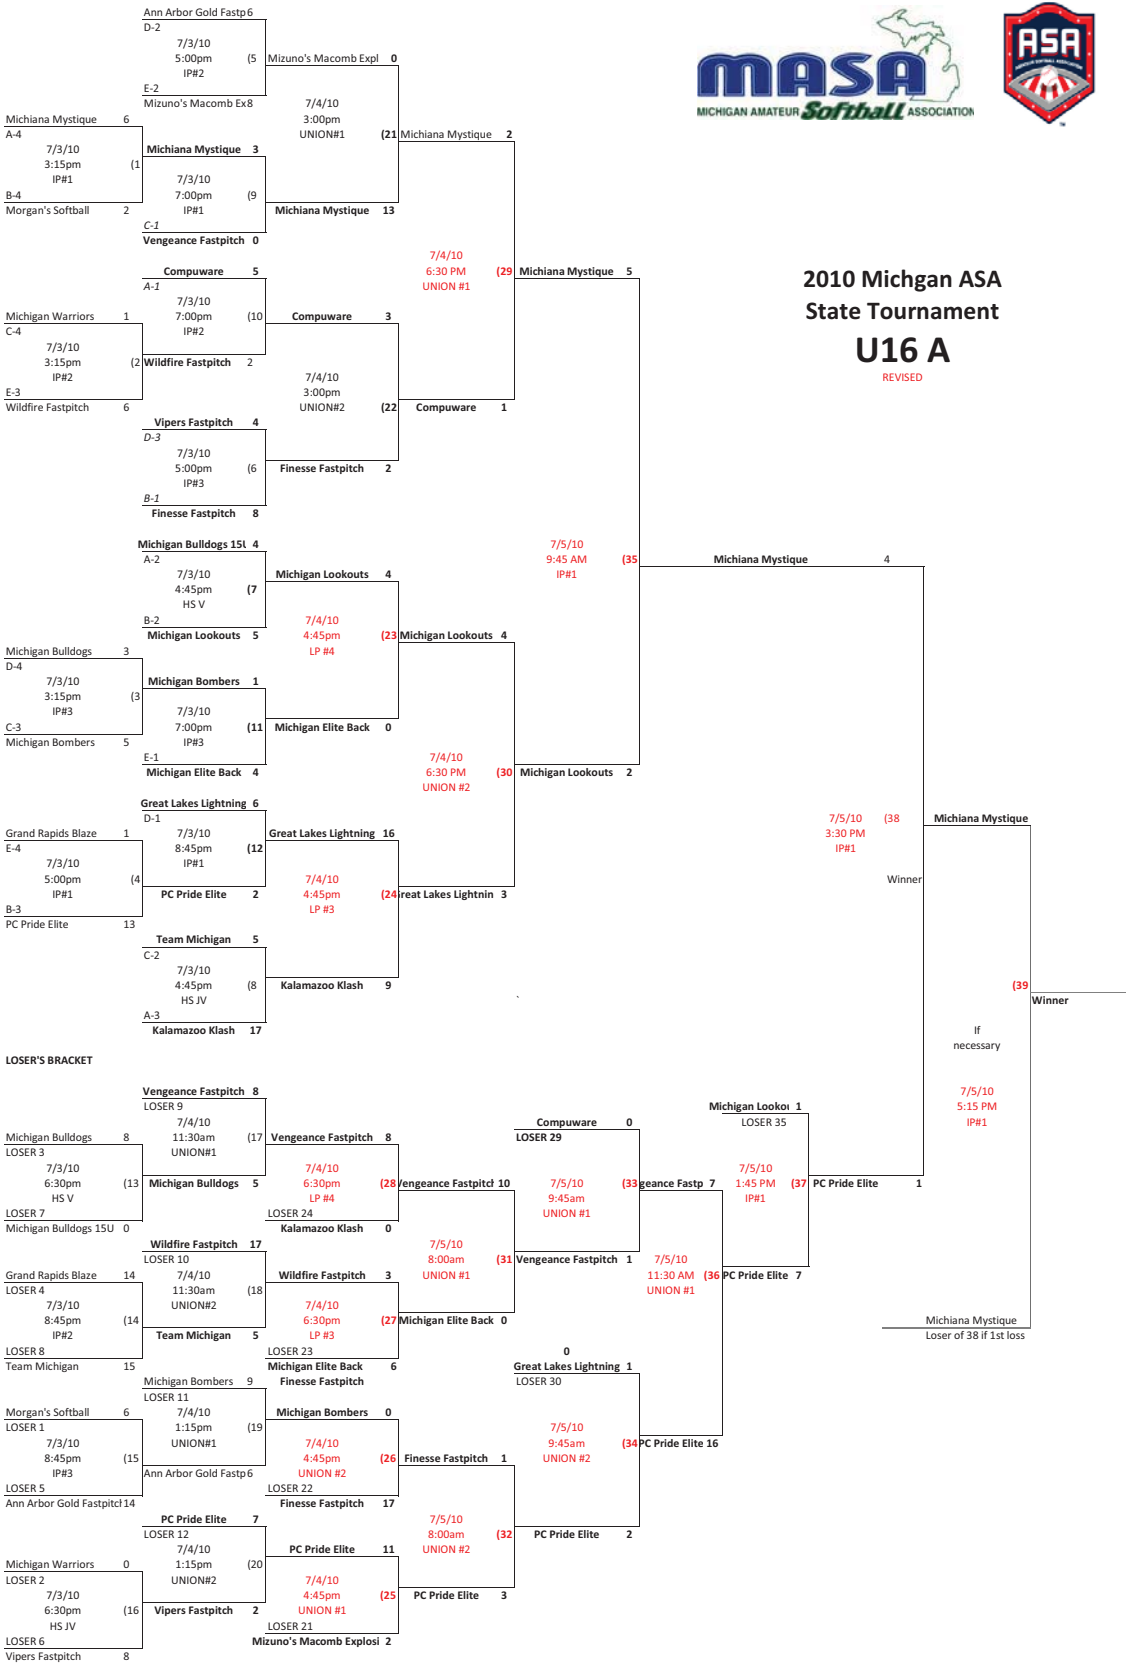 Ann Arbor Gold Fastp 6
D-2
7/3/10
5:00pm (5
IP#2
Mizuno's Macomb Expl 0
E-2
Mizuno's Macomb Ex 8
7/4/10
3:00pm
UNION#1 (21
Michiana Mystique 2
Michiana Mystique 6
A-4
7/3/10
3:15pm (1
IP#1
B-4
Morgan's Softball 2
Michiana Mystique 3
7/3/10
7:00pm (9
IP#1
C-1
Vengeance Fastpitch 0
Michiana Mystique 13
7/4/10
6:30 PM (29
UNION #1
Michiana Mystique 5
Compuware 5
A-1
7/3/10
7:00pm (10
IP#2
Compuware 3
Michigan Warriors 1
C-4
7/3/10
3:15pm (2
IP#2
E-3
Wildfire Fastpitch 6
Wildfire Fastpitch 2
7/4/10
3:00pm
UNION#2 (22
Compuware 1
Vipers Fastpitch 4
D-3
7/3/10
5:00pm (6
IP#3
B-1
Finesse Fastpitch 8
Finesse Fastpitch 2
MASA
MICHIGAN AMATEUR Softball ASSOCIATION
ASA
AMATEUR SOFTBALL ASSOCIATION
TM
2010 Michgan ASA
State Tournament
U16 A
REVISED
Michigan Bulldogs 15U 4
A-2
7/3/10
4:45pm (7
HS V
B-2
Michigan Lookouts 5
Michigan Lookouts 4
7/4/10
4:45pm (23
LP #4
Michigan Lookouts 4
7/5/10
9:45 AM (35
IP#1
Michiana Mystique 4
Michigan Bulldogs 3
D-4
7/3/10
3:15pm (3
IP#3
C-3
Michigan Bombers 5
Michigan Bombers 1
7/3/10
7:00pm (11
IP#3
E-1
Michigan Elite Back 4
Michigan Elite Back 0
7/4/10
6:30 PM (30
UNION #2
Michigan Lookouts 2
Great Lakes Lightning 6
D-1
7/3/10
8:45pm (12
IP#1
Great Lakes Lightning 16
Grand Rapids Blaze 1
E-4
7/3/10
5:00pm (4
IP#1
B-3
PC Pride Elite 13
PC Pride Elite 2
7/4/10
4:45pm (24
LP #3
reat Lakes Lightnin 3
Team Michigan 5
C-2
7/3/10
4:45pm (8
HS JV
A-3
Kalamazoo Klash 17
Kalamazoo Klash 9
7/5/10 (38
3:30 PM
IP#1
Michiana Mystique
Winner
(39
Winner
If
necessary
7/5/10
5:15 PM
IP#1
Michiana Mystique
Loser of 38 if 1st loss
LOSER'S BRACKET
Vengeance Fastpitch 8
LOSER 9
7/4/10
11:30am (17
UNION#1
Vengeance Fastpitch 8
Michigan Bulldogs 8
LOSER 3
7/3/10
6:30pm (13
HS V
LOSER 7
Michigan Bulldogs 15U 0
Michigan Bulldogs 5
7/4/10
6:30pm (28
LP #4
LOSER 24
Kalamazoo Klash 0
Vengeance Fastpitcl 10
Compuware 0
LOSER 29
7/5/10
9:45am (33
UNION #1
geance Fastp 7
Michigan Lookou 1
LOSER 35
7/5/10
1:45 PM (37
IP#1
PC Pride Elite 1
Wildfire Fastpitch 17
LOSER 10
7/4/10
11:30am (18
UNION#2
Wildfire Fastpitch 3
7/5/10
8:00am (31
UNION #1
Vengeance Fastpitch 1
7/5/10
11:30 AM (36
UNION #1
PC Pride Elite 7
Grand Rapids Blaze 14
LOSER 4
7/3/10
8:45pm (14
IP#2
LOSER 8
Team Michigan 15
Team Michigan 5
7/4/10
6:30pm (27
LP #3
LOSER 23
Michigan Elite Back 6
Michigan Elite Back 0
Finesse Fastpitch
0
Great Lakes Lightning 1
LOSER 30
7/5/10
9:45am (34
UNION #2
PC Pride Elite 16
Michigan Bombers 9
LOSER 11
7/4/10
1:15pm (19
UNION#1
Ann Arbor Gold Fastp 6
Morgan's Softball 6
LOSER 1
7/3/10
8:45pm (15
IP#3
LOSER 5
Ann Arbor Gold Fastpitcl 14
Michigan Bombers 0
7/4/10
4:45pm (26
UNION #2
LOSER 22
Finesse Fastpitch 17
Finesse Fastpitch 1
7/5/10
8:00am (32
UNION #2
PC Pride Elite 2
PC Pride Elite 7
LOSER 12
7/4/10
1:15pm (20
UNION#2
Vipers Fastpitch 2
Michigan Warriors 0
LOSER 2
7/3/10
6:30pm (16
HS JV
LOSER 6
Vipers Fastpitch 8
PC Pride Elite 11
7/4/10
4:45pm (25
UNION #1
LOSER 21
Mizuno's Macomb Explosi 2
PC Pride Elite 3